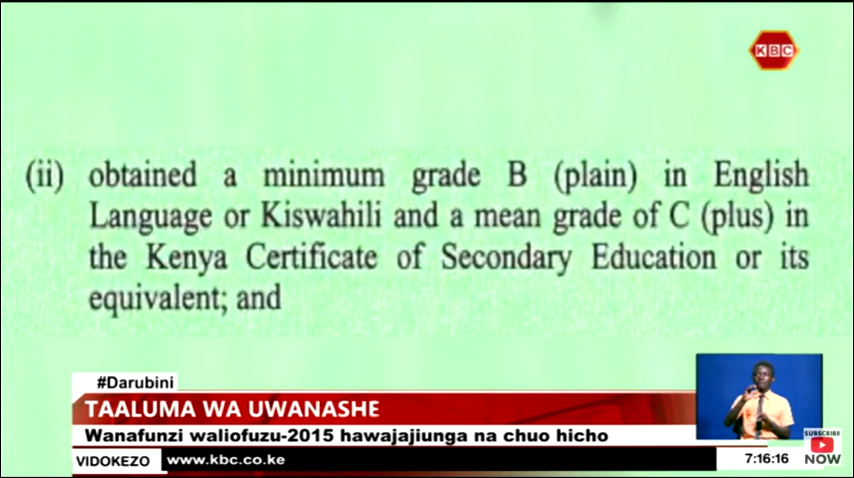 KBC
(ii) obtained a minimum grade B (plain) in English
Language or Kiswahili and a mean grade of C (plus) in
the Kenya Certificate of Secondary Education or its
equivalent; and
#Darubini
TAALUMA WA UWANASHE
Wanafunzi waliofuzu-2015 hawajajiunga na chuo hicho
VIDOKEZO www.kbc.co.ke 7:16:16
SUBSCRIBE
NOW